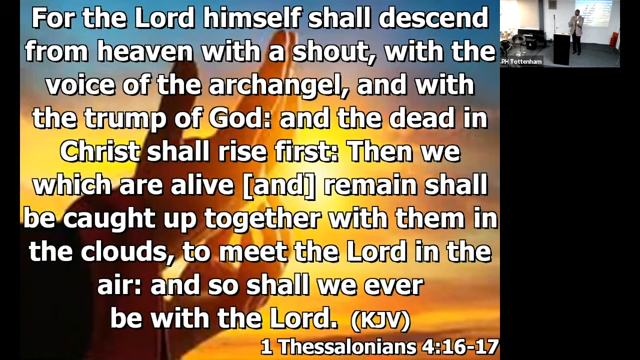 For the Lord himself shall descend
from heaven with a shout, with the
voice of the archangel, and with
the trump of God: and the dead in
Christ shall rise first: Then we
which are alive [and] remain shall
be caught up together with them in
the clouds, to meet the Lord in the
air: and so shall we ever
be with the Lord. (KJV)
1 Thessalonians 4:16-17
PH Tottenham